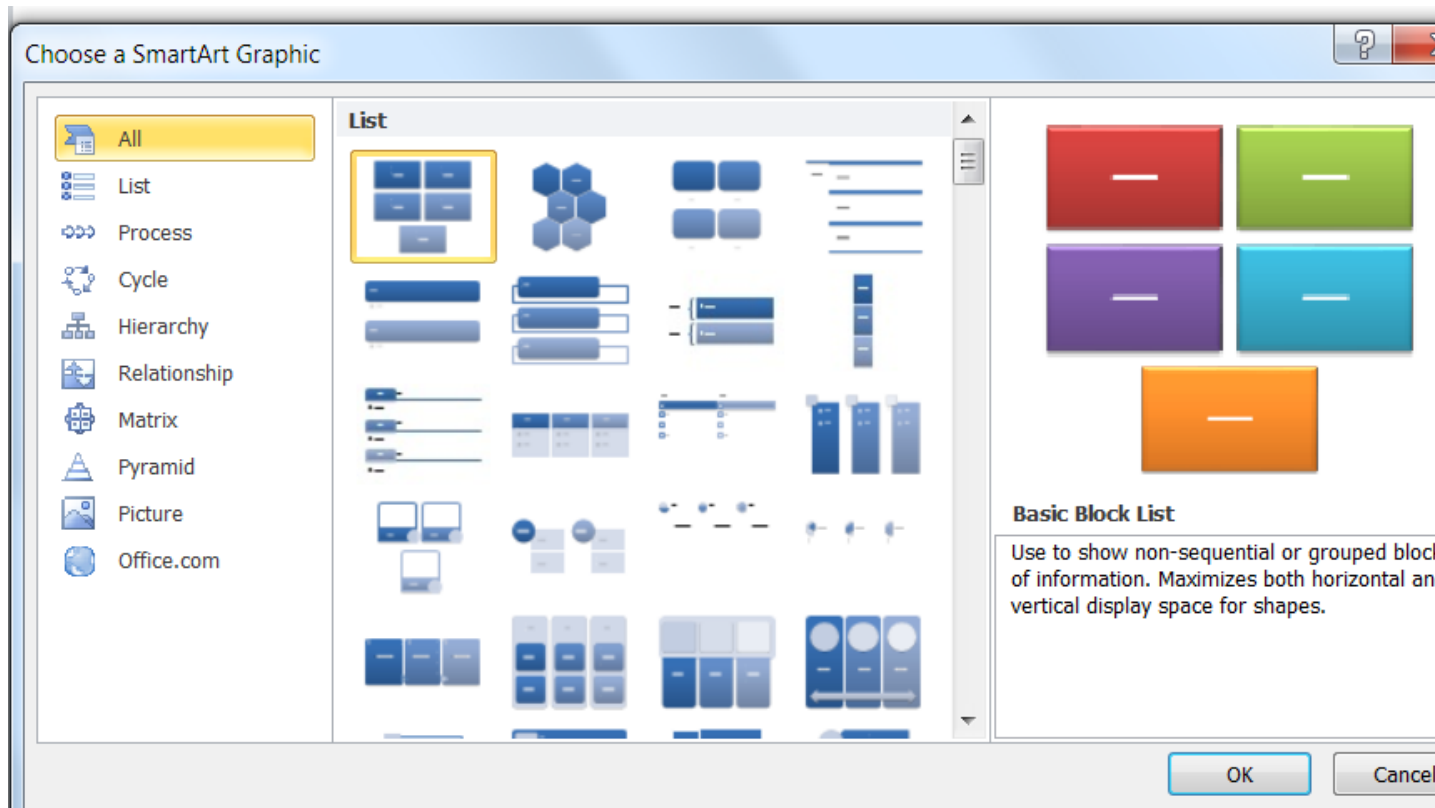 Choose a SmartArt Graphic
All
List
Process
Cycle
Hierarchy
Relationship
Matrix
Pyramid
Picture
Office.com
List
Basic Block List
Use to show non-sequential or grouped bloc
of information. Maximizes both horizontal an
vertical display space for shapes.
OK
Cancel